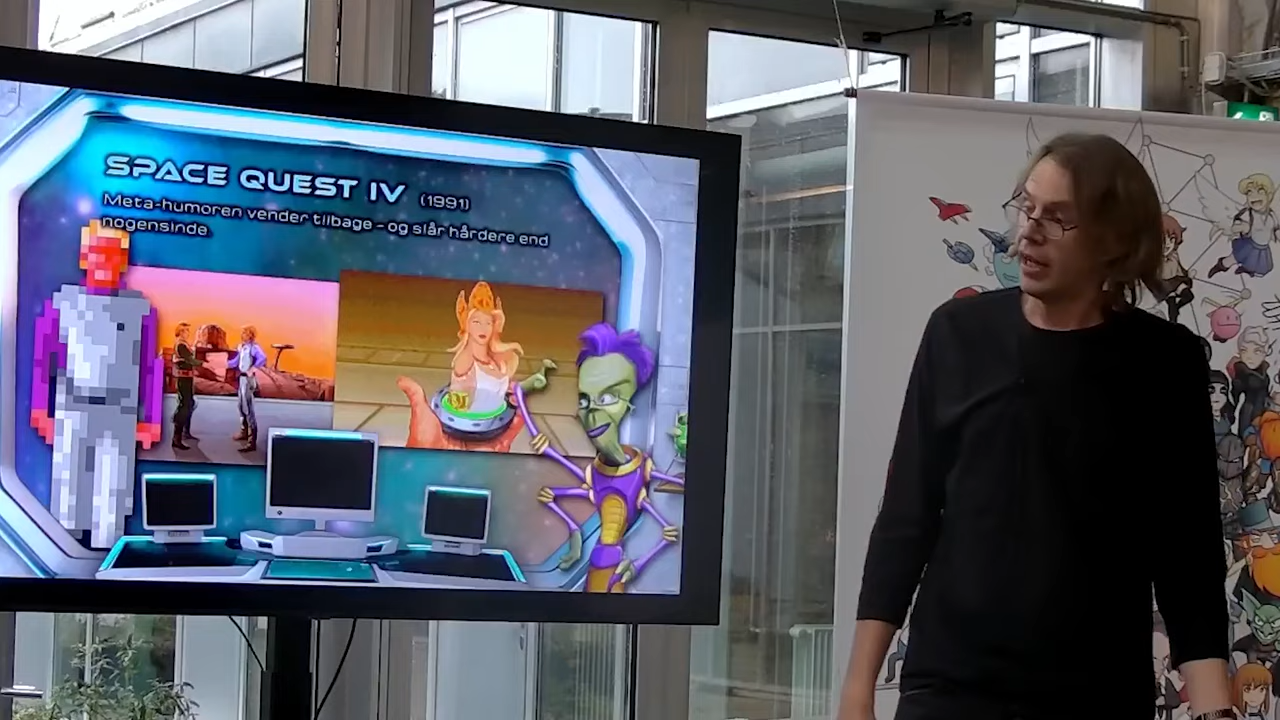 SPACE QUEST IV (1991)
Meta-humoren vender tilbage - og slår hårdere end
nogensinde